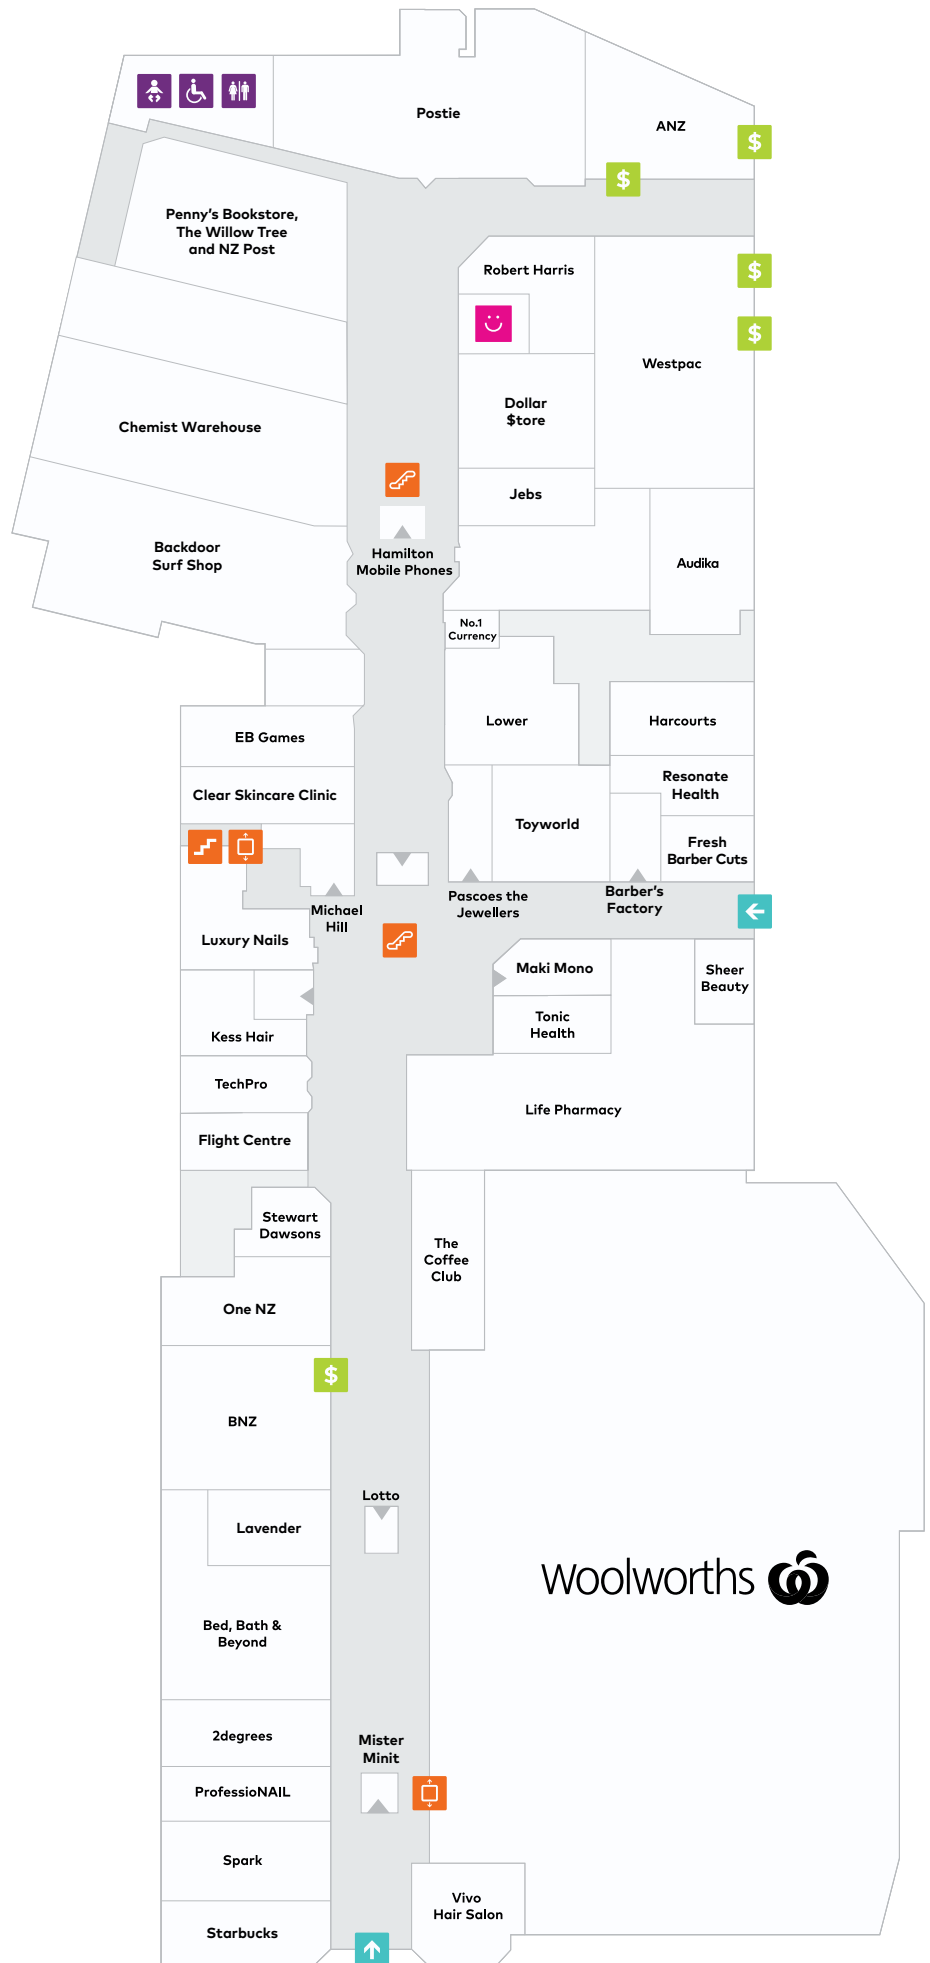 Postie
ANZ
$
$
Penny's Bookstore,
The Willow Tree
and NZ Post
Robert Harris
$
$
Westpac
Dollar
$tore
Chemist Warehouse
Jebs
Backdoor
Surf Shop
Hamilton
Mobile Phones
Audika
No.1
Currency
Lower
Harcourts
EB Games
Resonate
Health
Clear Skincare Clinic
Toyworld
Fresh
Barber Cuts
Michael
Hill
Pascoes the
Jewellers
Barber's
Factory
Luxury Nails
Maki Mono
Sheer
Beauty
Tonic
Health
Kess Hair
TechPro
Life Pharmacy
Flight Centre
Stewart
Dawsons
The
Coffee
Club
One NZ
$
BNZ
Lotto
Lavender
Woolworths
Bed, Bath &
Beyond
2degrees
Mister
Minit
ProfessioNAIL
Spark
Vivo
Hair Salon
Starbucks